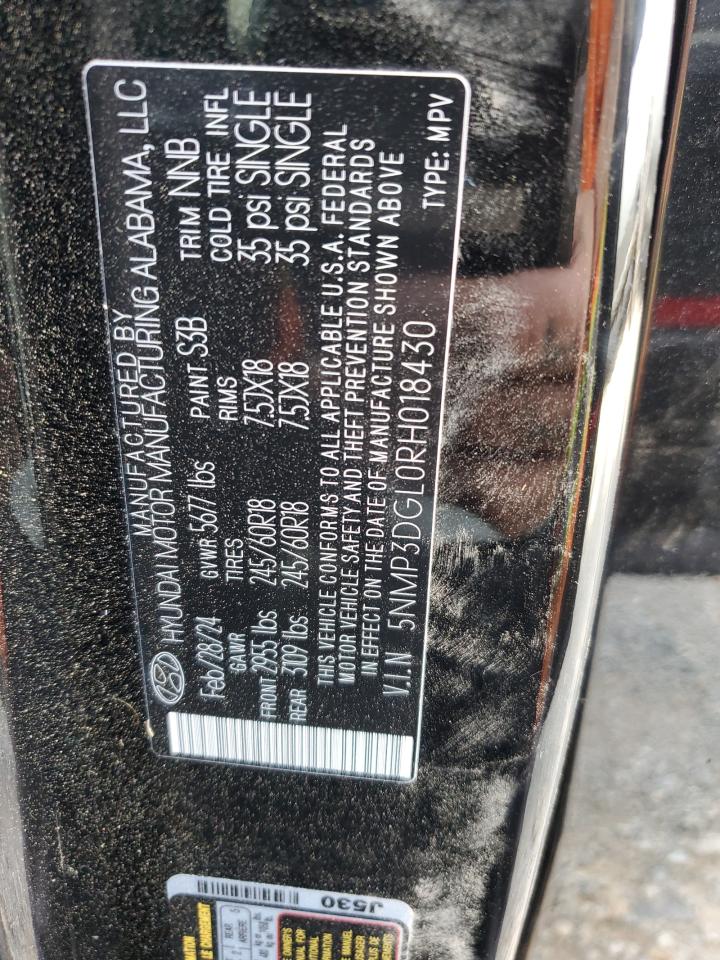 MANUFACTURED BY
HYUNDAI MOTOR MANUFACTURING ALABAMA, LLC
Feb/28/24 GVWR 5677 lbs PAINT S3B TRIM NNB
GAWR TIRES RIMS COLD TIRE INFL
FRONT 2955 lbs 245/60R18 7.5JX18 35 psi SINGLE
REAR 3109 lbs 245/60R18 7.5JX18 35 psi SINGLE
THIS VEHICLE CONFORMS TO ALL APPLICABLE U.S.A. FEDERAL
MOTOR VEHICLE SAFETY AND THEFT PREVENTION STANDARDS
IN EFFECT ON THE DATE OF MANUFACTURE SHOWN ABOVE
V.I.N 5NMP3DGL0RH018430 TYPE: MPV
J530